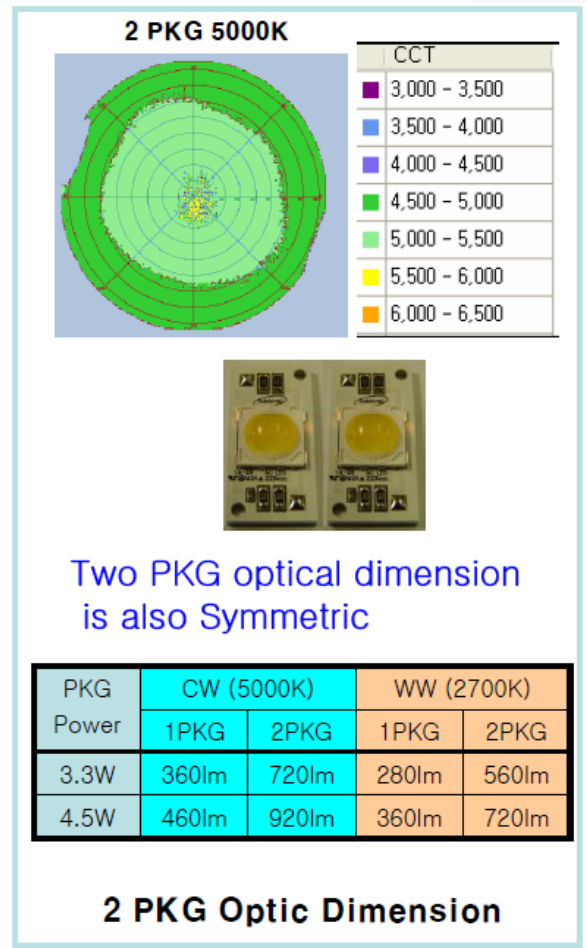 2 PKG 5000K
CCT
3,000 - 3,500
3,500 - 4,000
4,000 - 4,500
4,500 - 5,000
5,000 - 5,500
5,500 - 6,000
6,000 - 6,500
Two PKG optical dimension
is also Symmetric
PKG Power CW (5000K) WW (2700K)
1PKG 2PKG 1PKG 2PKG
3.3W 360lm 720lm 280lm 560lm
4.5W 460lm 920lm 360lm 720lm
2 PKG Optic Dimension